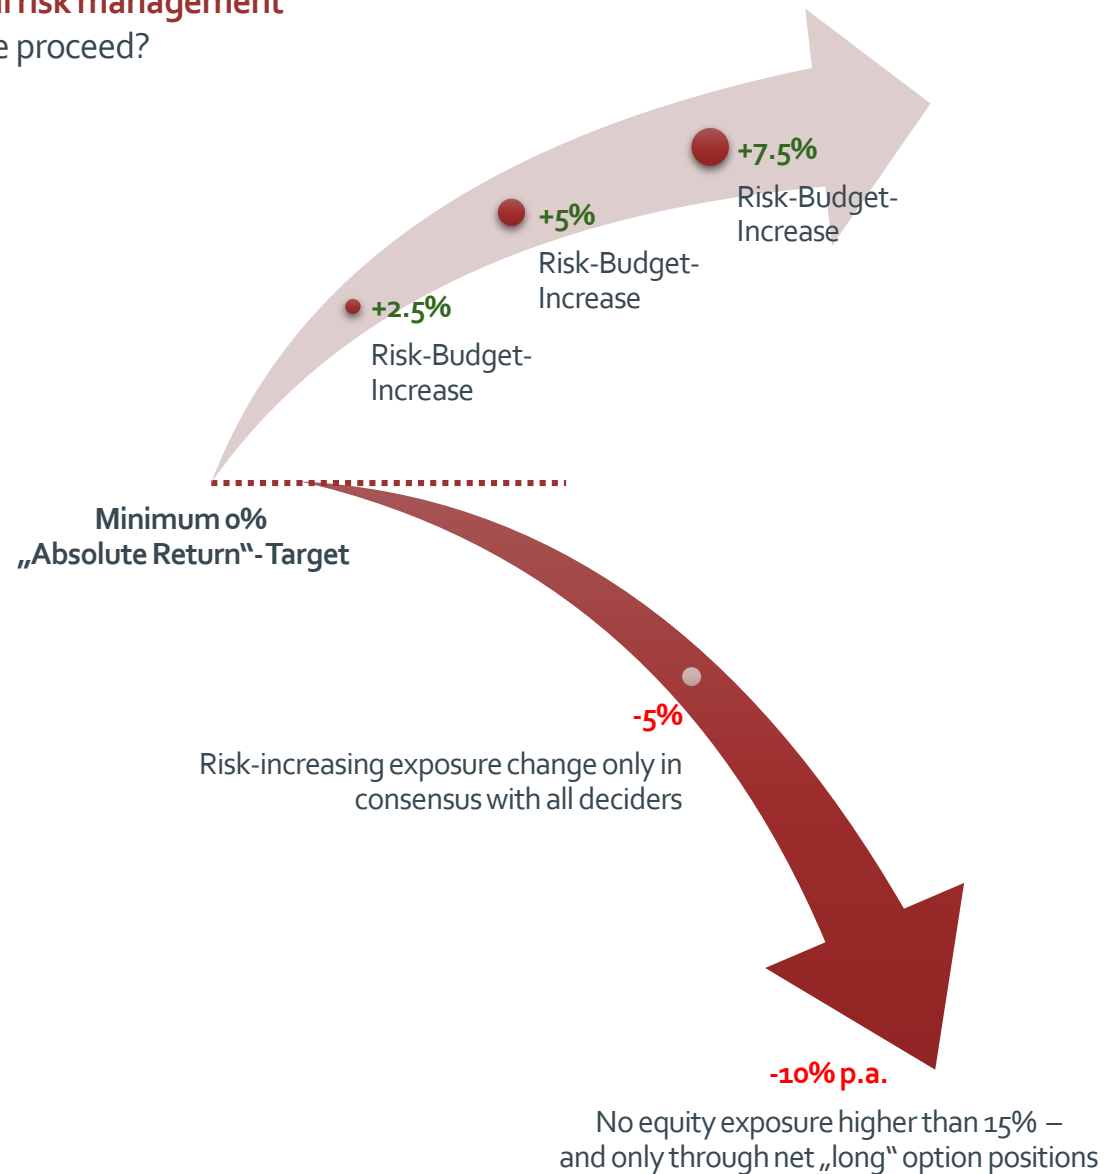 risk management
proceed?
+7.5%
Risk-Budget-
Increase
+5%
Risk-Budget-
Increase
+2.5%
Risk-Budget-
Increase
Minimum 0%
„Absolute Return“-Target
-5%
Risk-increasing exposure change only in
consensus with all deciders
-10% p.a.
No equity exposure higher than 15% –
and only through net „long“ option positions